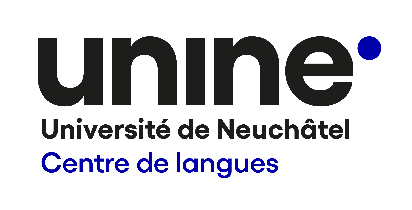 unine
Université de Neuchâtel
Centre de langues